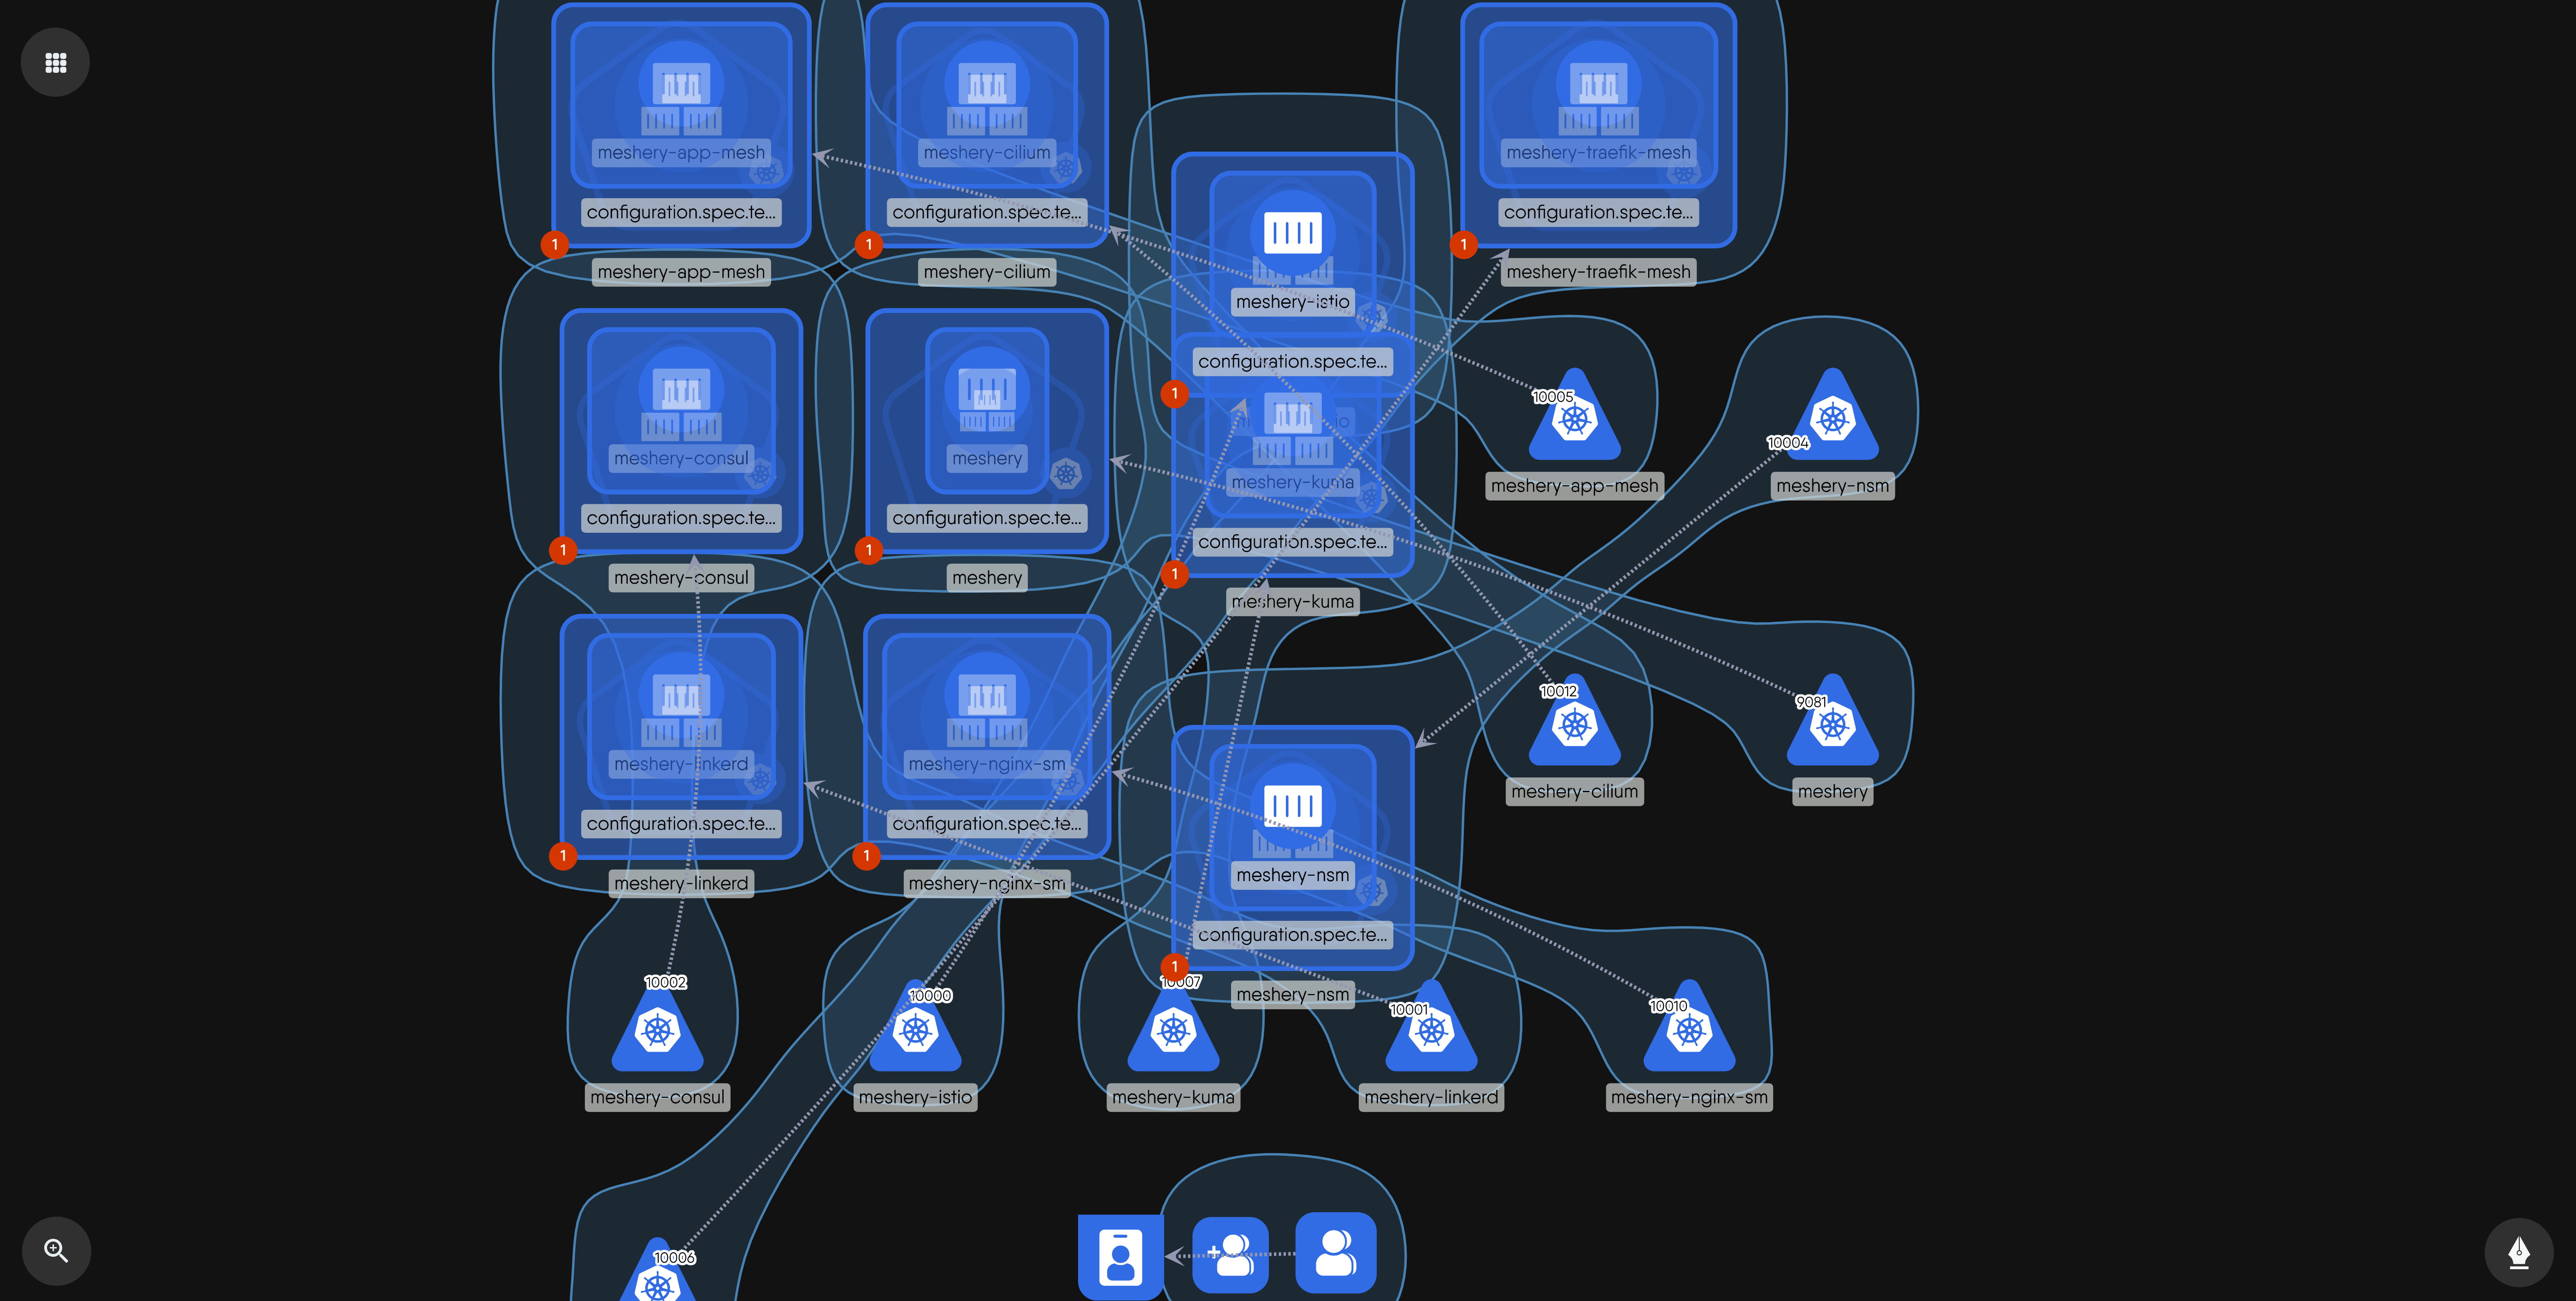 meshery-app-mesh
meshery-cilium
meshery-traefik-mesh
configuration.spec.te...
configuration.spec.te...
configuration.spec.te...
1
1
1
meshery-app-mesh
meshery-cilium
meshery-traefik-mesh
meshery-istio
configuration.spec.te...
1
meshery-consul
meshery
meshery-kuma
configuration.spec.te...
configuration.spec.te...
configuration.spec.te...
1
1
1
meshery-consul
meshery
meshery-kuma
10005
meshery-app-mesh
10004
meshery-nsm
meshery-linkerd
meshery-nginx-sm
configuration.spec.te...
configuration.spec.te...
1
1
meshery-linkerd
meshery-nginx-sm
10012
meshery-cilium
9081
meshery
meshery-nsm
configuration.spec.te...
1
meshery-nsm
10002
meshery-consul
10000
meshery-istio
10007
meshery-kuma
10001
meshery-linkerd
10010
meshery-nginx-sm
10006